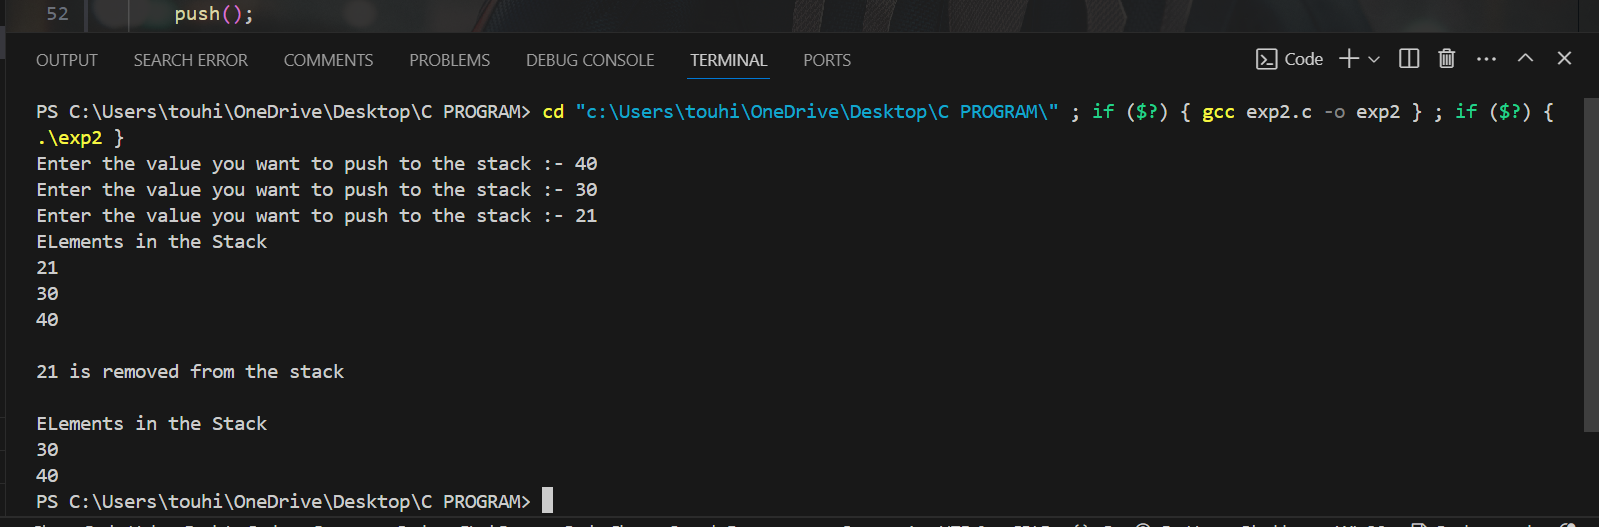 52 push();
OUTPUT SEARCH ERROR COMMENTS PROBLEMS DEBUG CONSOLE TERMINAL PORTS Code
PS C:\Users\touhi\OneDrive\Desktop\C PROGRAM> cd "c:\Users\touhi\OneDrive\Desktop\C PROGRAM\" ; if ($?) { gcc exp2.c -o exp2 } ; if ($?) {
.\exp2 }
Enter the value you want to push to the stack :- 40
Enter the value you want to push to the stack :- 30
Enter the value you want to push to the stack :- 21
ELements in the Stack
21
30
40
21 is removed from the stack
ELements in the Stack
30
40
PS C:\Users\touhi\OneDrive\Desktop\C PROGRAM>